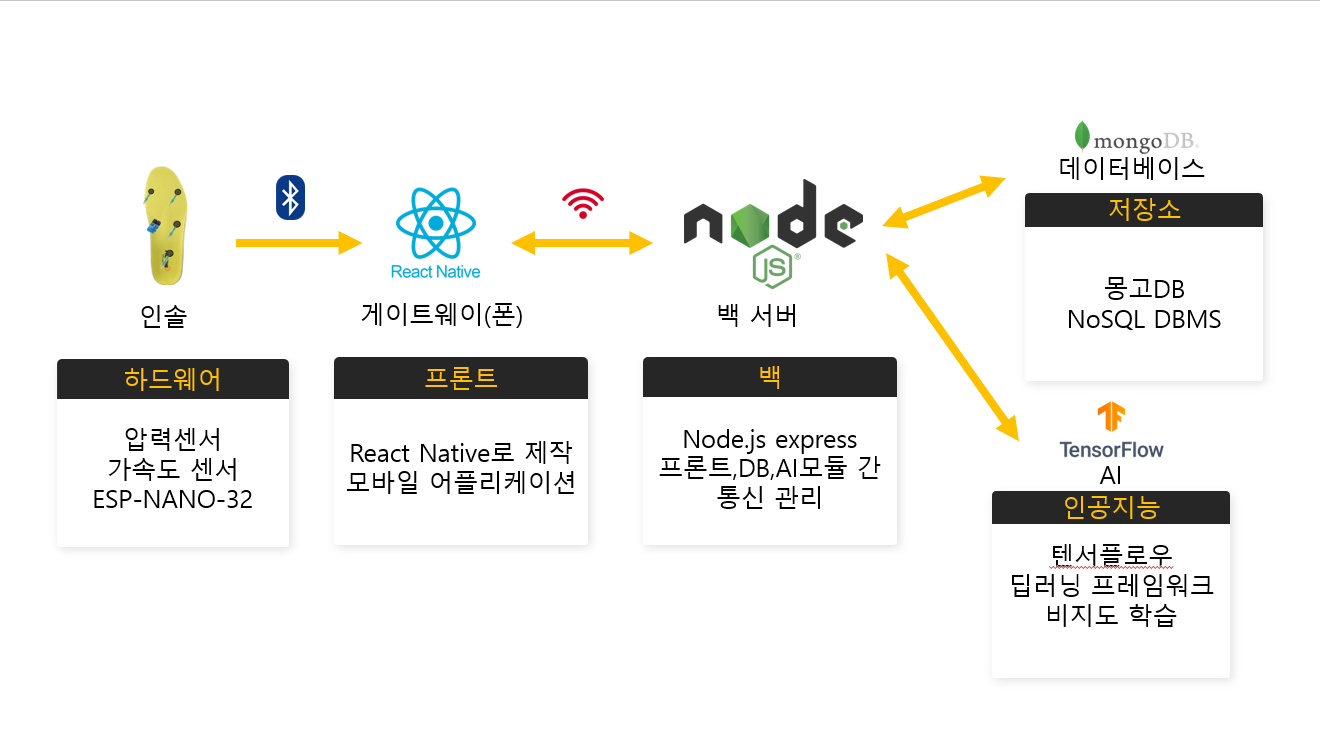 인솔
하드웨어
압력센서
가속도 센서
ESP-NANO-32
React Native
게이트웨이(폰)
프론트
React Native로 제작
모바일 어플리케이션
node
JS
®
백 서버
백
Node.js express
프론트,DB,AI모듈 간
통신 관리
mongoDB.
데이터베이스
저장소
몽고DB
NoSQL DBMS
TensorFlow
AI
인공지능
텐서플로우
딥러닝 프레임워크
비지도 학습